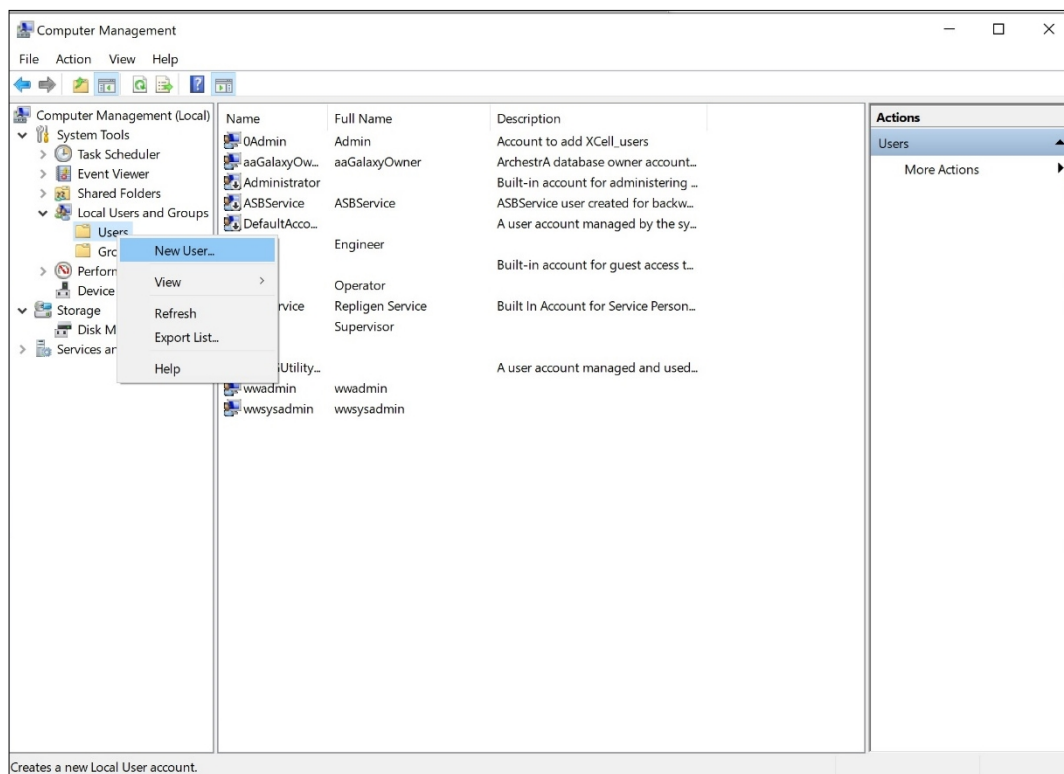 Computer Management
File Action View Help
Computer Management (Local)
System Tools
Task Scheduler
Event Viewer
Shared Folders
Local Users and Groups
Users
Gro
Perforn
Device
Storage
Disk M
Services an
New User...
View
Refresh
Export List...
Help
Name Full Name Description
0Admin Admin Account to add XCell_users
aaGalaxyOw... aaGalaxyOwner ArchestrA database owner account...
Administrator Built-in account for administering ...
ASBService ASBService ASBService user created for backw...
DefaultAcco... A user account managed by the sy...
Engineer
Built-in account for guest access t...
Operator
rvice Repligen Service Built In Account for Service Person...
Supervisor
Utility... A user account managed and used...
wwadmin wwadmin
wwsysadmin wwsysadmin
Actions
Users
More Actions
Creates a new Local User account.